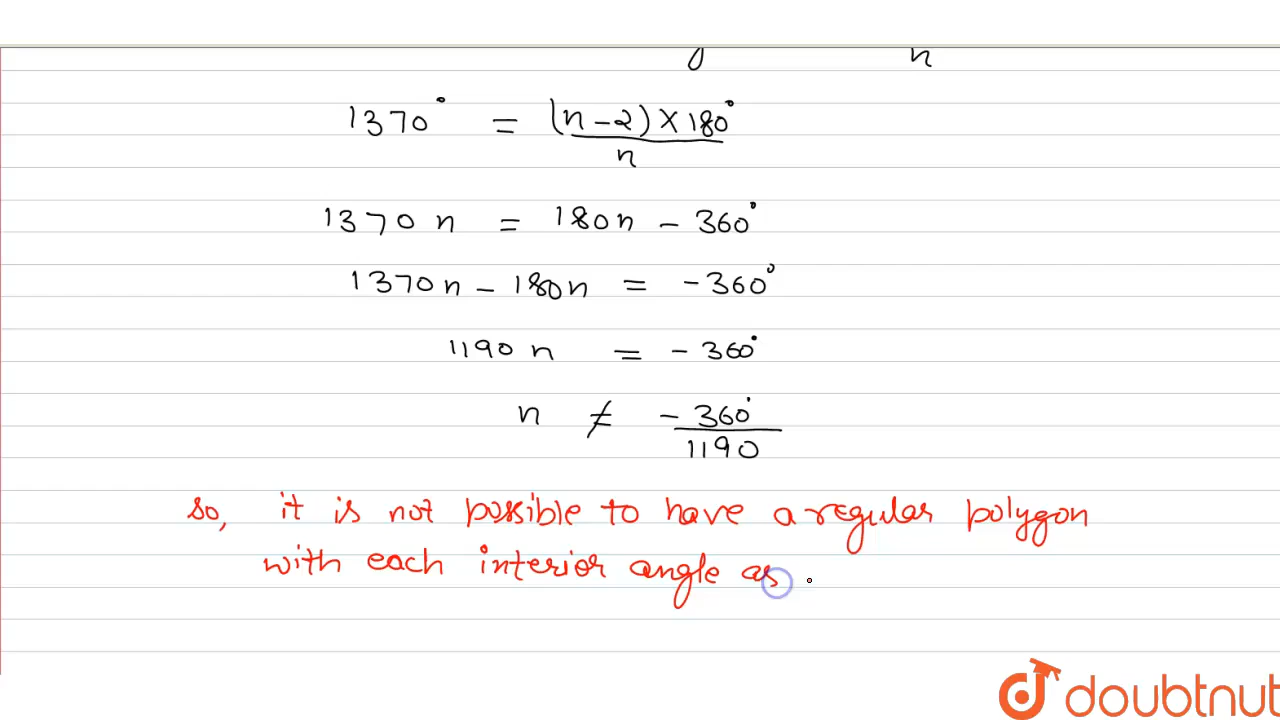 n
1370° = (n-2)×180°
n
1370 n = 180n - 360°
1370n - 180n = -360°
1190 n = - 360°
n ≠ - 360°
1190
so, it is not possible to have a regular polygon
with each interior angle as
doubtnut